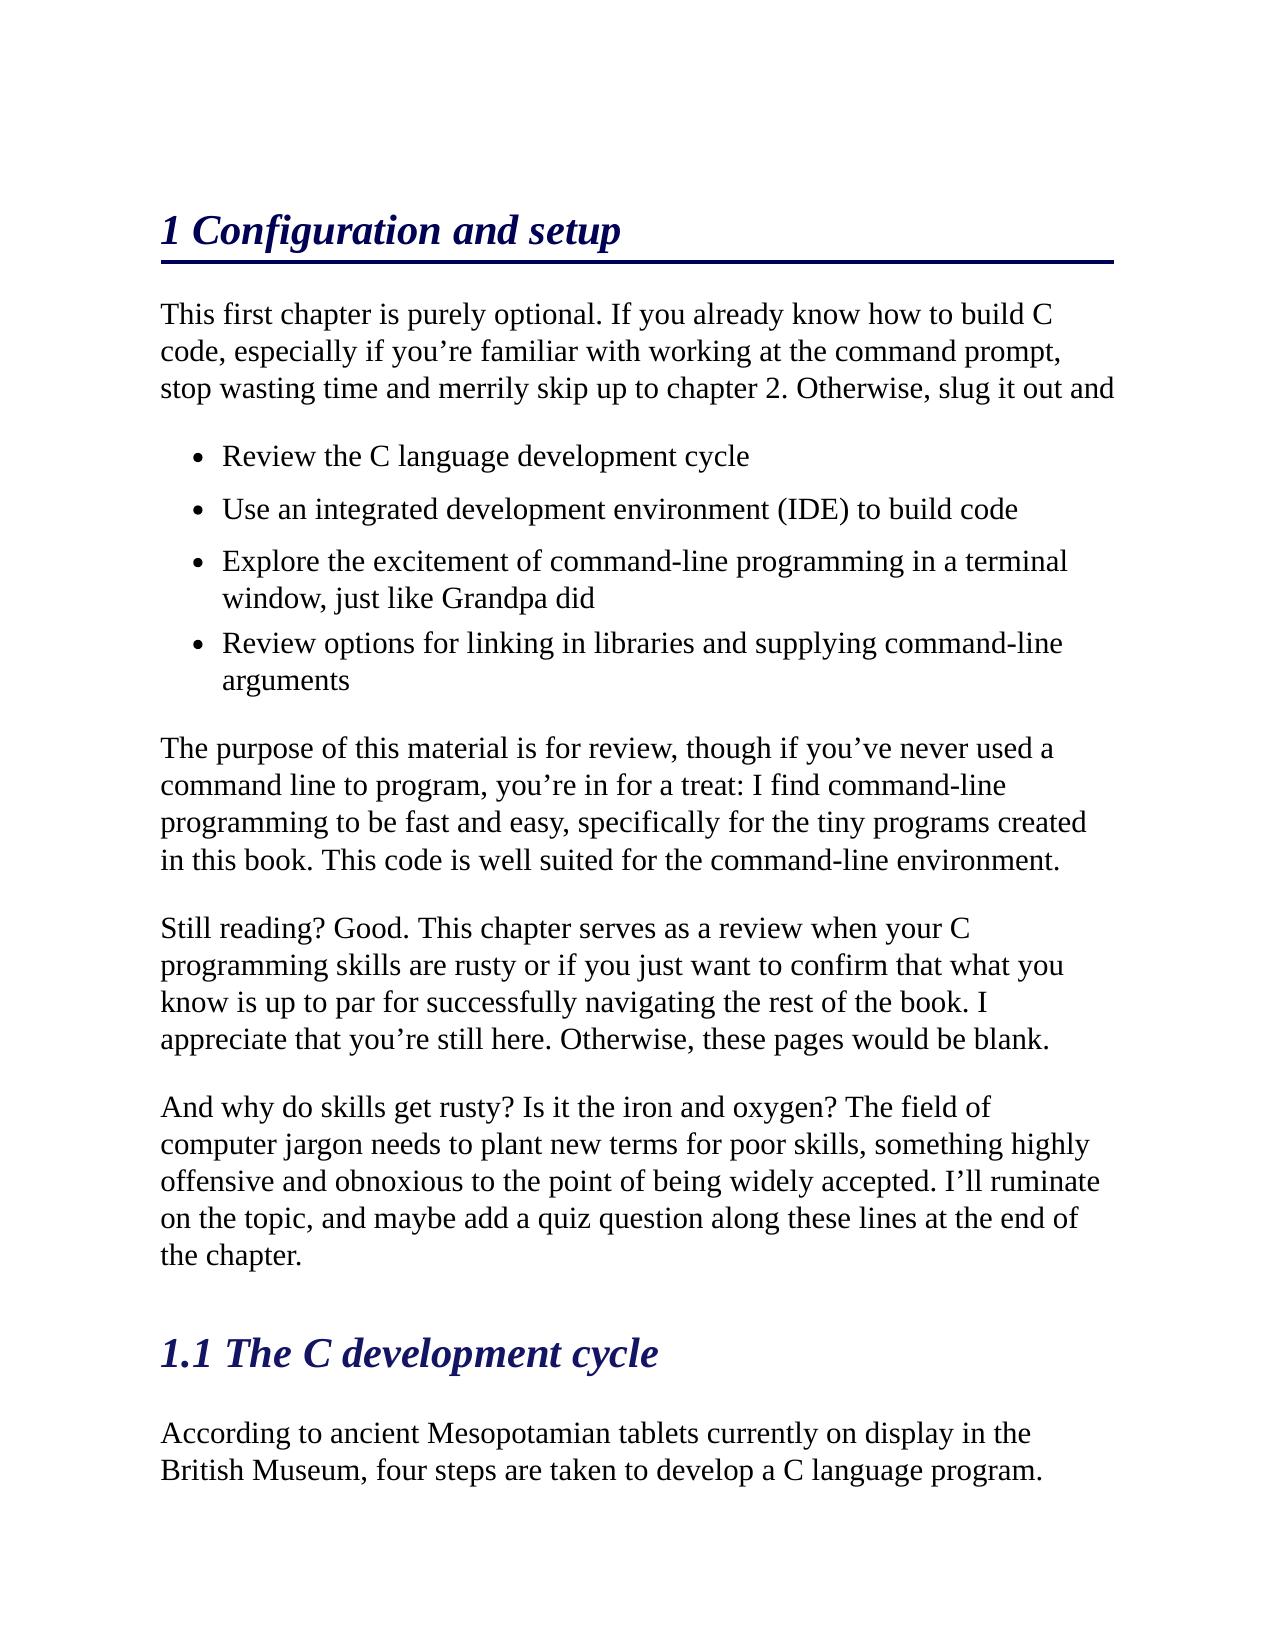 1 Configuration and setup
This first chapter is purely optional. If you already know how to build C
code, especially if you’re familiar with working at the command prompt,
stop wasting time and merrily skip up to chapter 2. Otherwise, slug it out and
• Review the C language development cycle
• Use an integrated development environment (IDE) to build code
• Explore the excitement of command-line programming in a terminal
window, just like Grandpa did
• Review options for linking in libraries and supplying command-line
arguments
The purpose of this material is for review, though if you’ve never used a
command line to program, you’re in for a treat: I find command-line
programming to be fast and easy, specifically for the tiny programs created
in this book. This code is well suited for the command-line environment.
Still reading? Good. This chapter serves as a review when your C
programming skills are rusty or if you just want to confirm that what you
know is up to par for successfully navigating the rest of the book. I
appreciate that you’re still here. Otherwise, these pages would be blank.
And why do skills get rusty? Is it the iron and oxygen? The field of
computer jargon needs to plant new terms for poor skills, something highly
offensive and obnoxious to the point of being widely accepted. I’ll ruminate
on the topic, and maybe add a quiz question along these lines at the end of
the chapter.
1.1 The C development cycle
According to ancient Mesopotamian tablets currently on display in the
British Museum, four steps are taken to develop a C language program.